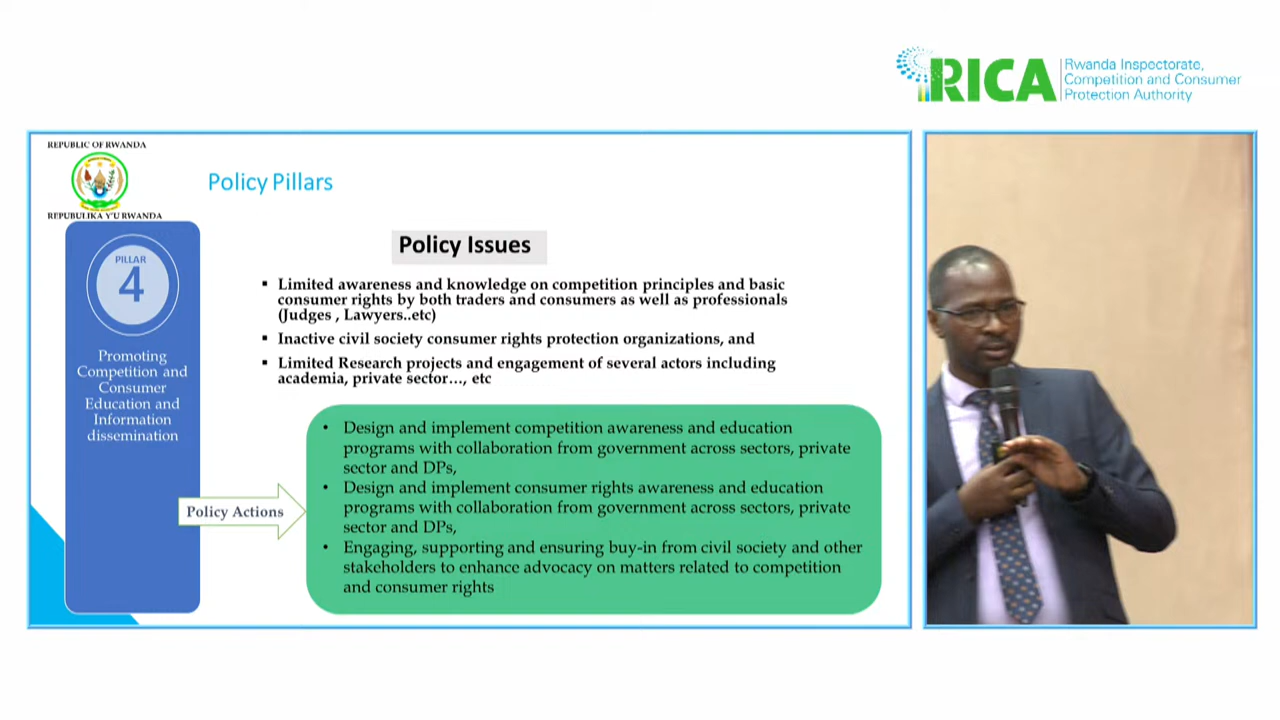 RICA
Rwanda Inspectorate,
Competition and Consumer
Protection Authority
REPUBLIC OF RWANDA
REPUBULIKA Y'U RWANDA
Policy Pillars
PILLAR
4
Promoting
Competition and
Consumer
Education and
Information
dissemination
Policy Issues
▪ Limited awareness and knowledge on competition principles and basic
consumer rights by both traders and consumers as well as professionals
(Judges , Lawyers..etc)
▪ Inactive civil society consumer rights protection organizations, and
▪ Limited Research projects and engagement of several actors including
academia, private sector…, etc
Policy Actions
• Design and implement competition awareness and education
programs with collaboration from government across sectors, private
sector and DPs,
• Design and implement consumer rights awareness and education
programs with collaboration from government across sectors, private
sector and DPs,
• Engaging, supporting and ensuring buy-in from civil society and other
stakeholders to enhance advocacy on matters related to competition
and consumer rights